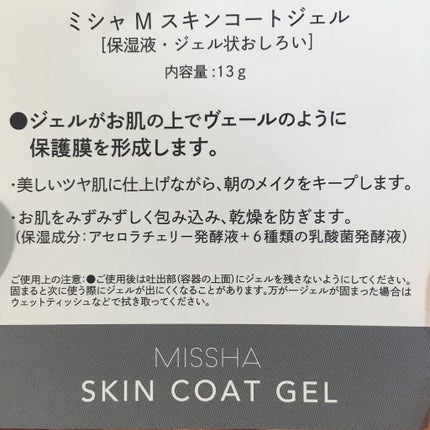 ミシャ M スキンコートジェル
[保湿液・ジェル状おしろい]
内容量:13g
●ジェルがお肌の上でヴェールのように
保護膜を形成します。
・美しいツヤ肌に仕上げながら、朝のメイクをキープします。
・お肌をみずみずしく包み込み、乾燥を防ぎます。
(保湿成分:アセロラチェリー発酵液+6種類の乳酸菌発酵液)
ご使用上の注意:●ご使用後は吐出部(容器の上面)にジェルを残さないようにしてください。
固まると次に使う際にジェルが出にくくなることがあります。万が一ジェルが固まった場合は
ウェットティッシュなどで拭き取ってください。
MISSHA
SKIN COAT GEL